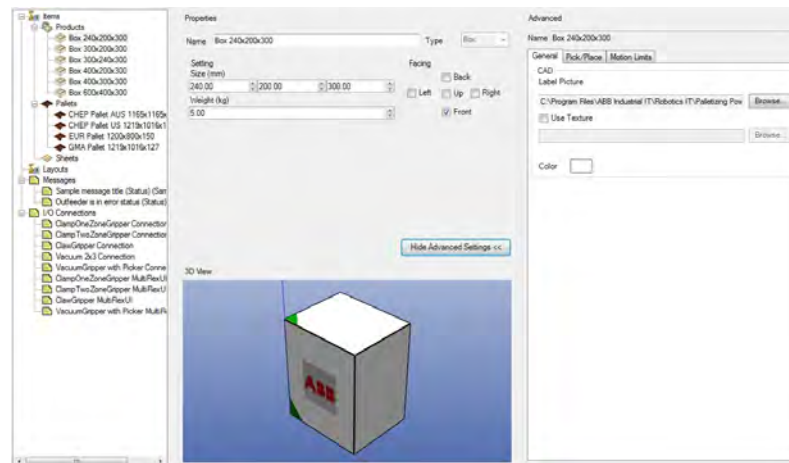 Items
Products
Box 240x200x300
Box 300x200x300
Box 300x240x300
Box 400x200x300
Box 400x300x300
Box 600x400x300
Pallets
CHEP Pallet AUS 1165x1165x
CHEP Pallet US 1219x1016x1
EUR Pallet 1200x800x150
GMA Pallet 1219x1016x127
Sheets
Layouts
Messages
Sample message title (Status) (Sam
Outfeeder is in error status (Status)
I/O Connections
ClampOneZoneGripper Connection
ClampTwoZoneGripper Connection
ClawGripper Connection
Vacuum 2x3 Connection
VacuumGripper with Picker Conne
ClampOneZoneGripper MultiFlexUI
ClampTwoZoneGripper MultiFlexU
ClawGripper MultiFlexUI
VacuumGripper with Picker MultiFl
Properties
Name Box 240x200x300 Type Box
Setting
Size (mm)
240.00 200.00 300.00
Weight (kg)
5.00
Facing
Back
Left Up Right
Front
Hide Advanced Settings <<
3D View
ABB
Advanced
Name Box 240x200x300
General Pick/Place Motion Limits
CAD
Label Picture
C:\Program Files\ABB Industrial IT\Robotics IT\Palletizing Pow Browse...
Use Texture
Browse...
Color